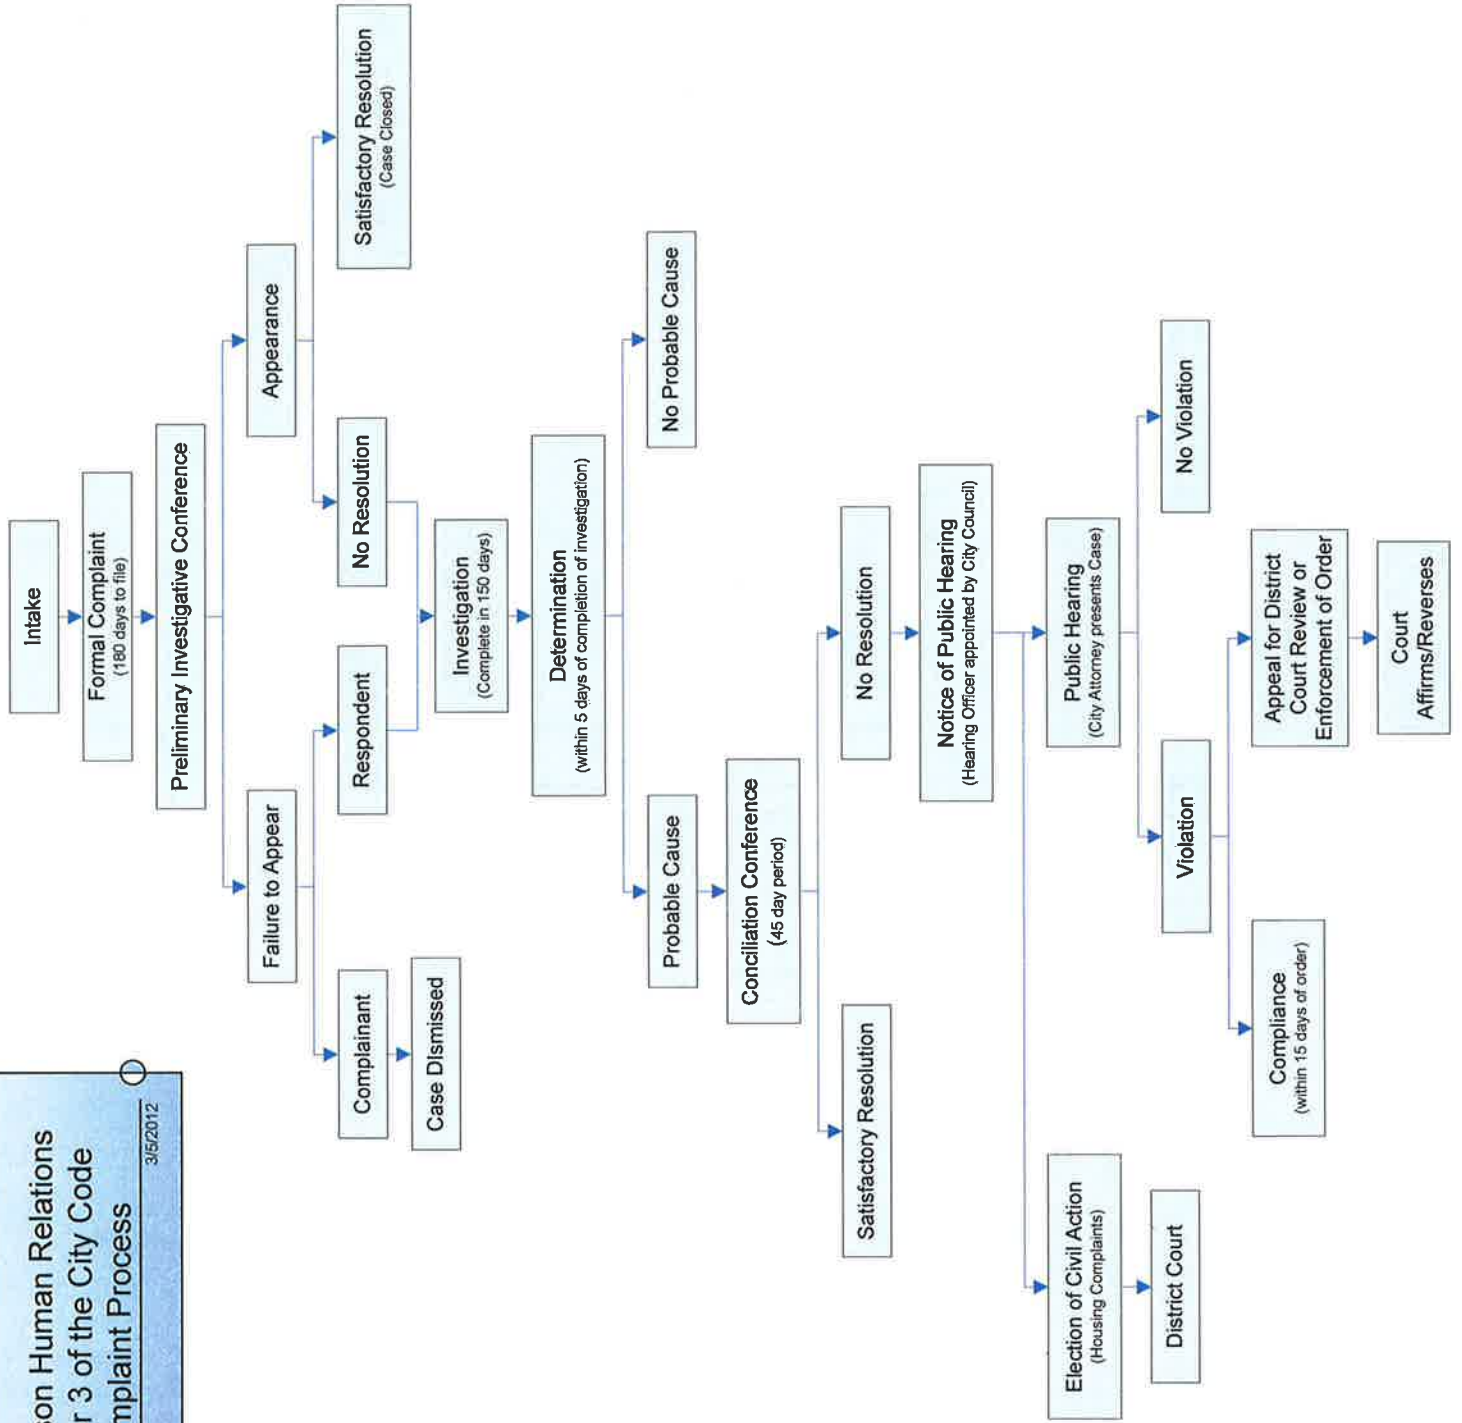 son Human Relations
r 3 of the City Code
mplaint Process
3/5/2012
Intake
Formal Complaint
(180 days to file)
Preliminary Investigative Conference
Failure to Appear
Appearance
Complainant
Respondent
No Resolution
Satisfactory Resolution
(Case Closed)
Case Dismissed
Investigation
(Complete in 150 days)
Determination
(within 5 days of completion of investigation)
Probable Cause
No Probable Cause
Conciliation Conference
(45 day period)
Satisfactory Resolution
No Resolution
Notice of Public Hearing
(Hearing Officer appointed by City Council)
Election of Civil Action
(Housing Complaints)
Public Hearing
(City Attorney presents Case)
District Court
Violation
No Violation
Compliance
(within 15 days of order)
Appeal for District
Court Review or
Enforcement of Order
Court
Affirms/Reverses